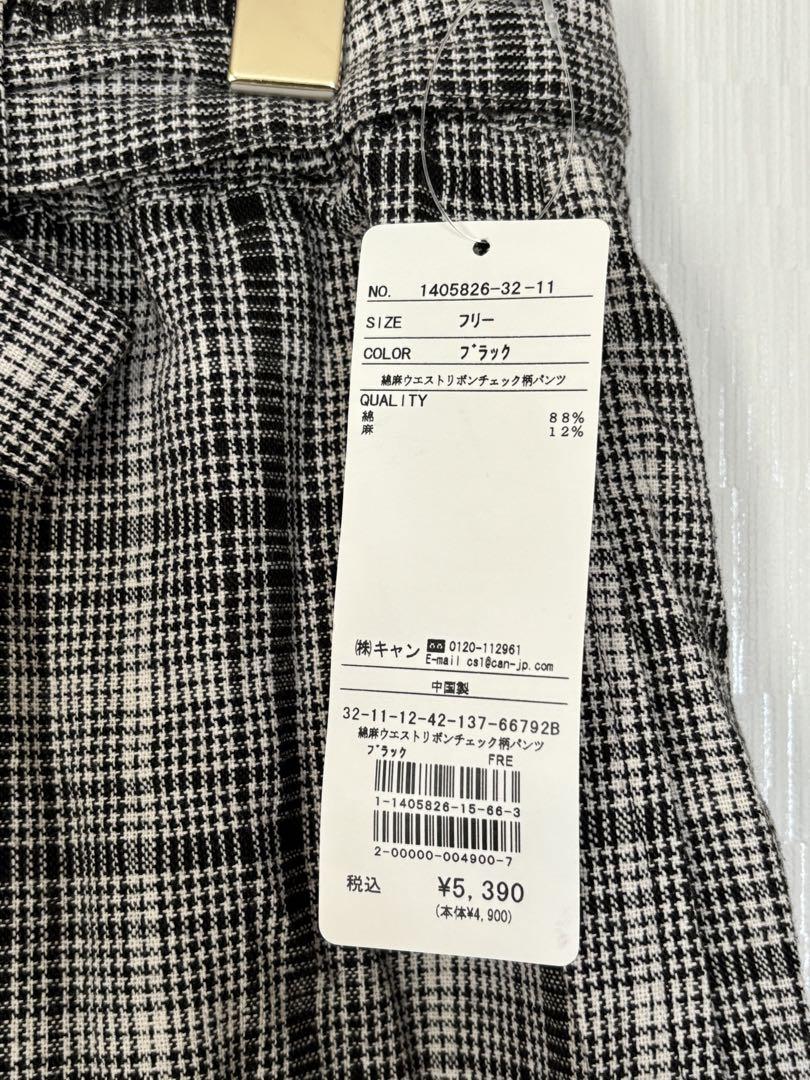 NO. 1405826-32-11
SIZE フリー
COLOR ブラック
綿麻ウエストリボンチェック柄パンツ
QUALITY
綿 88%
麻 12%
㈱キャン 0120-112961
E-mail cs1@can-jp.com
中国製
32-11-12-42-137-66792B
綿麻ウエストリボンチェック柄パンツ
ブラック FRE
1-1405826-15-66-3
2-00000-004900-7
税込 ¥5,390
(本体¥4,900)